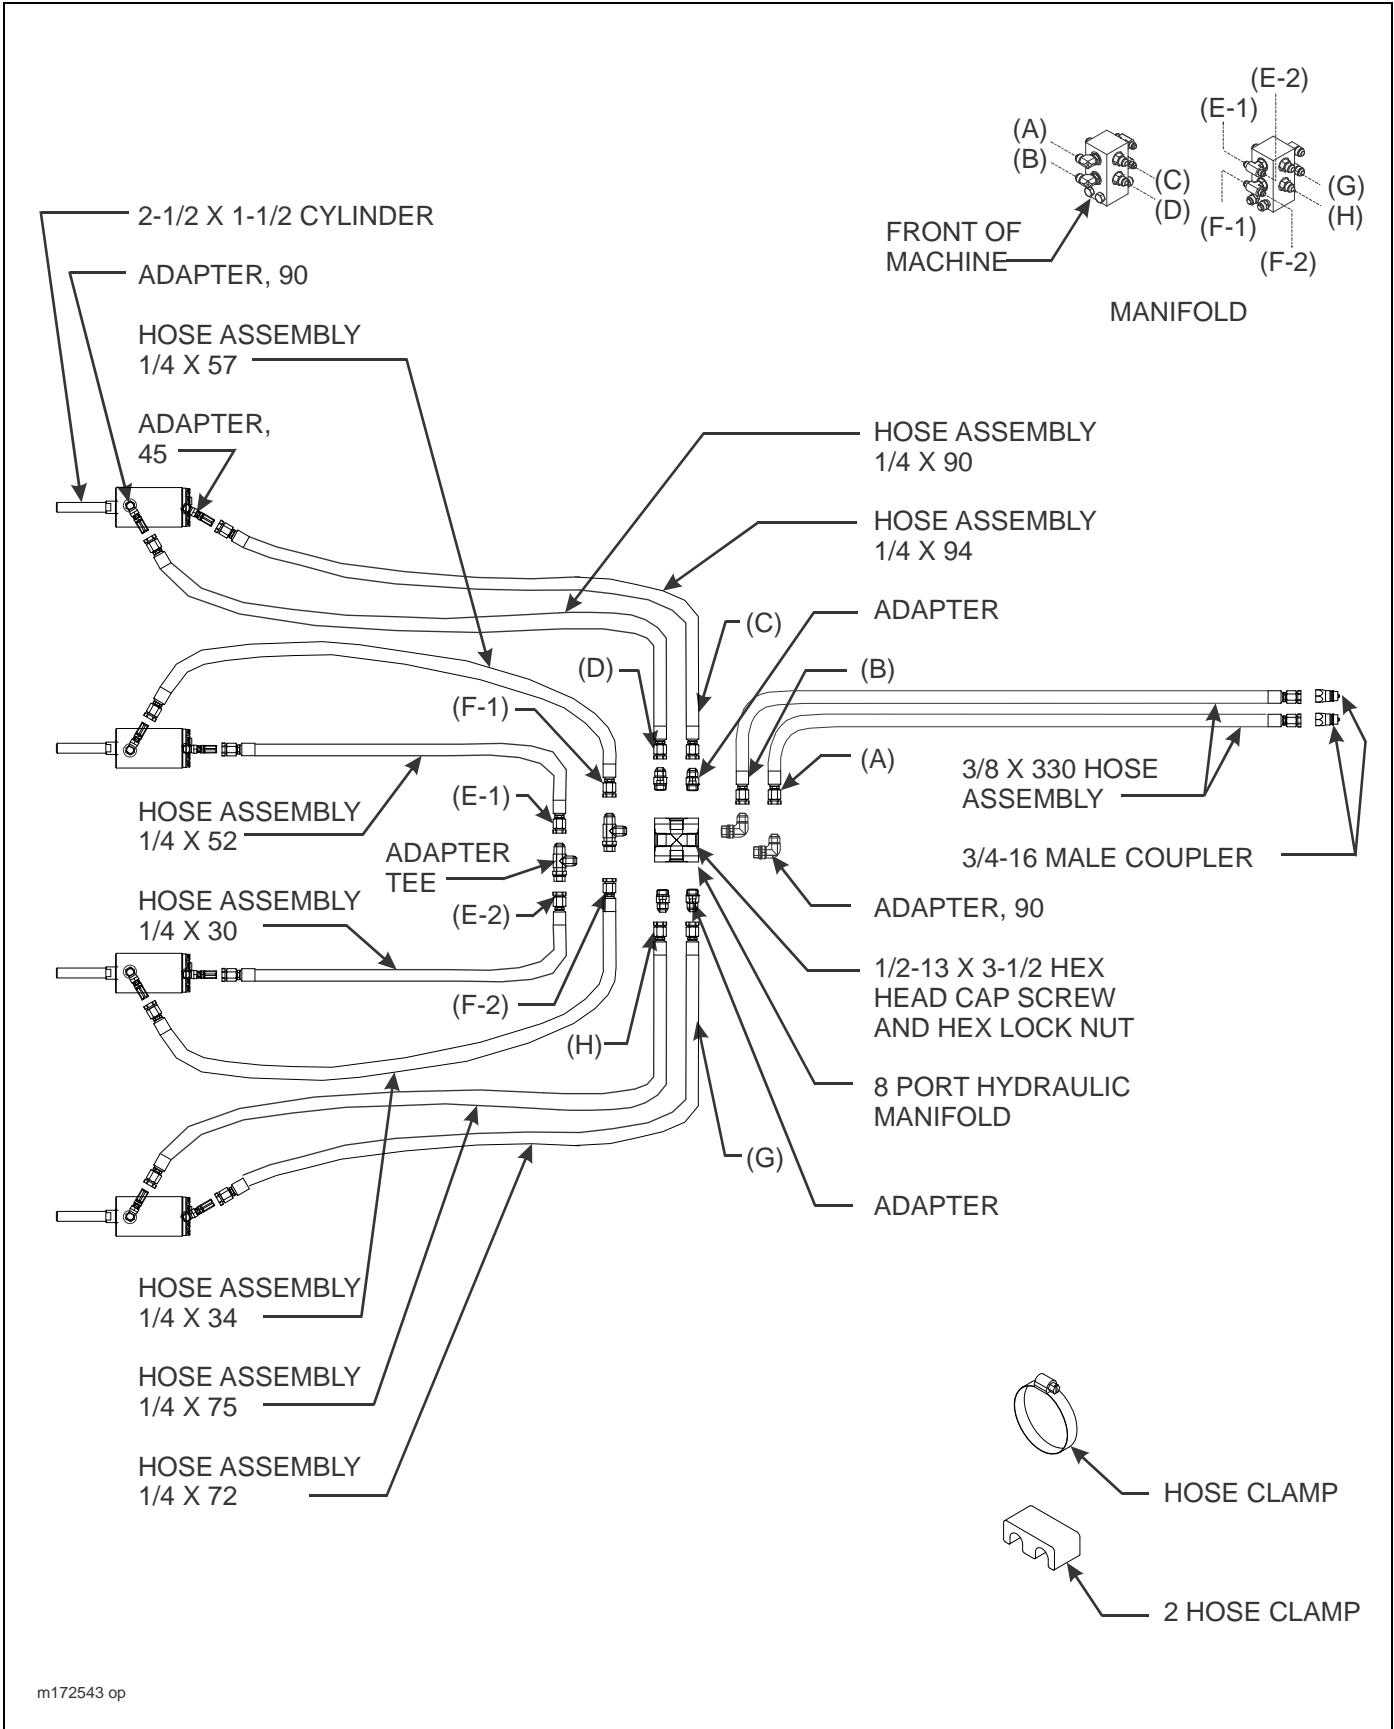 (E-2)
(E-1)
(A)
(B)
(C)
(D)
(G)
(H)
(F-1)
(F-2)
FRONT OF
MACHINE
MANIFOLD
2-1/2 X 1-1/2 CYLINDER
ADAPTER, 90
HOSE ASSEMBLY
1/4 X 57
ADAPTER,
45
HOSE ASSEMBLY
1/4 X 90
HOSE ASSEMBLY
1/4 X 94
ADAPTER
(C)
(D)
(B)
(F-1)
(A)
3/8 X 330 HOSE
ASSEMBLY
(E-1)
HOSE ASSEMBLY
1/4 X 52
ADAPTER
TEE
3/4-16 MALE COUPLER
HOSE ASSEMBLY
1/4 X 30
(E-2)
ADAPTER, 90
1/2-13 X 3-1/2 HEX
HEAD CAP SCREW
AND HEX LOCK NUT
(F-2)
(H)
8 PORT HYDRAULIC
MANIFOLD
(G)
ADAPTER
HOSE ASSEMBLY
1/4 X 34
HOSE ASSEMBLY
1/4 X 75
HOSE ASSEMBLY
1/4 X 72
HOSE CLAMP
2 HOSE CLAMP
m172543 op